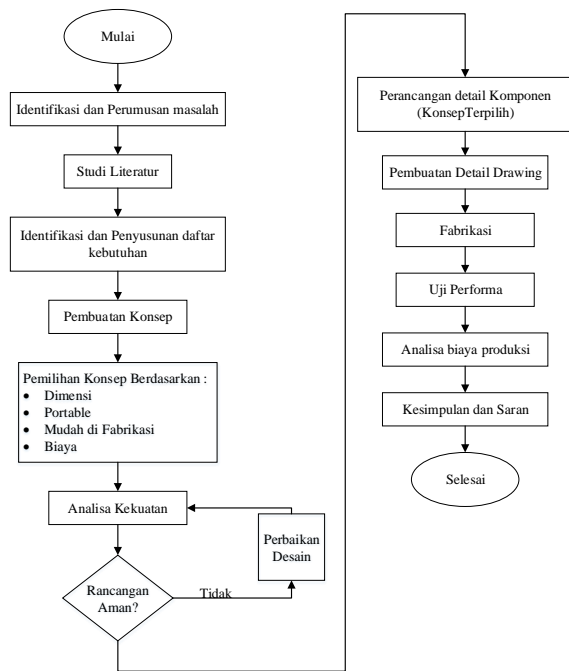 Mulai
Identifikasi dan Perumusan masalah
Studi Literatur
Identifikasi dan Penyusunan daftar
kebutuhan
Pembuatan Konsep
Pemilihan Konsep Berdasarkan :
• Dimensi
• Portable
• Mudah di Fabrikasi
• Biaya
Analisa Kekuatan
Perbaikan
Desain
Rancangan
Aman?
Tidak
Perancangan detail Komponen
(KonsepTerpilih)
Pembuatan Detail Drawing
Fabrikasi
Uji Performa
Analisa biaya produksi
Kesimpulan dan Saran
Selesai